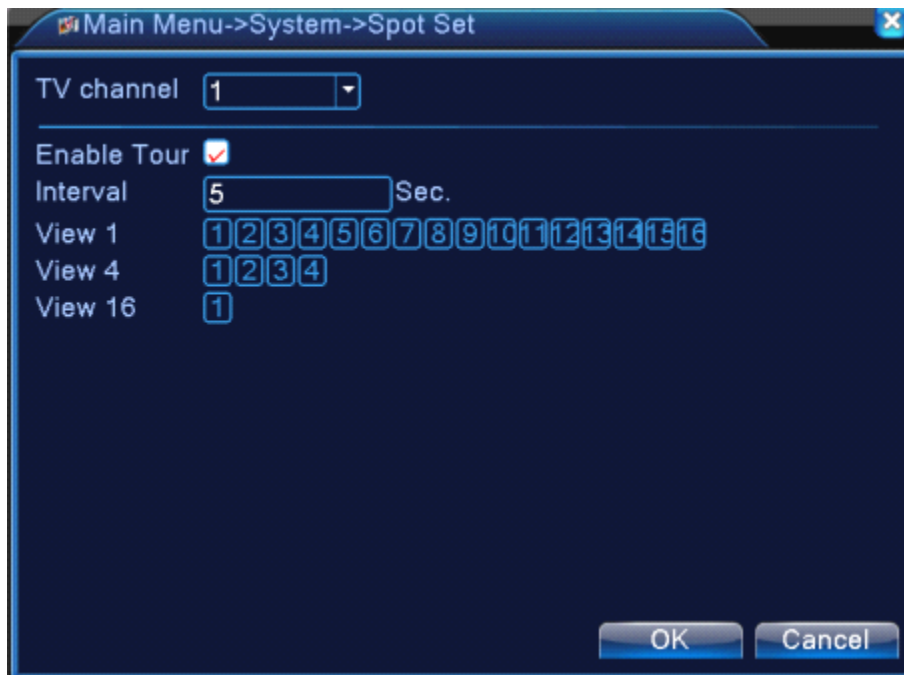 Main Menu->System->Spot Set
TV channel 1
Enable Tour
Interval 5 Sec.
View 1 1 2 3 4 5 6 7 8 9 10 11 12 13 14 15 16
View 4 1 2 3 4
View 16 1
OK Cancel